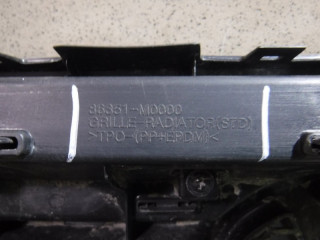 86351-M0000
GRILLE-RADIATOR(STD)
>TPO-(PP+EPDM)<